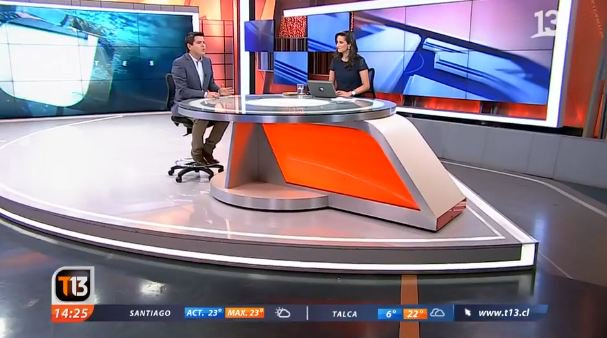 13
T13
14:25 SANTIAGO ACT. 23° MAX. 23° TALCA 6° 22° www.t13.cl